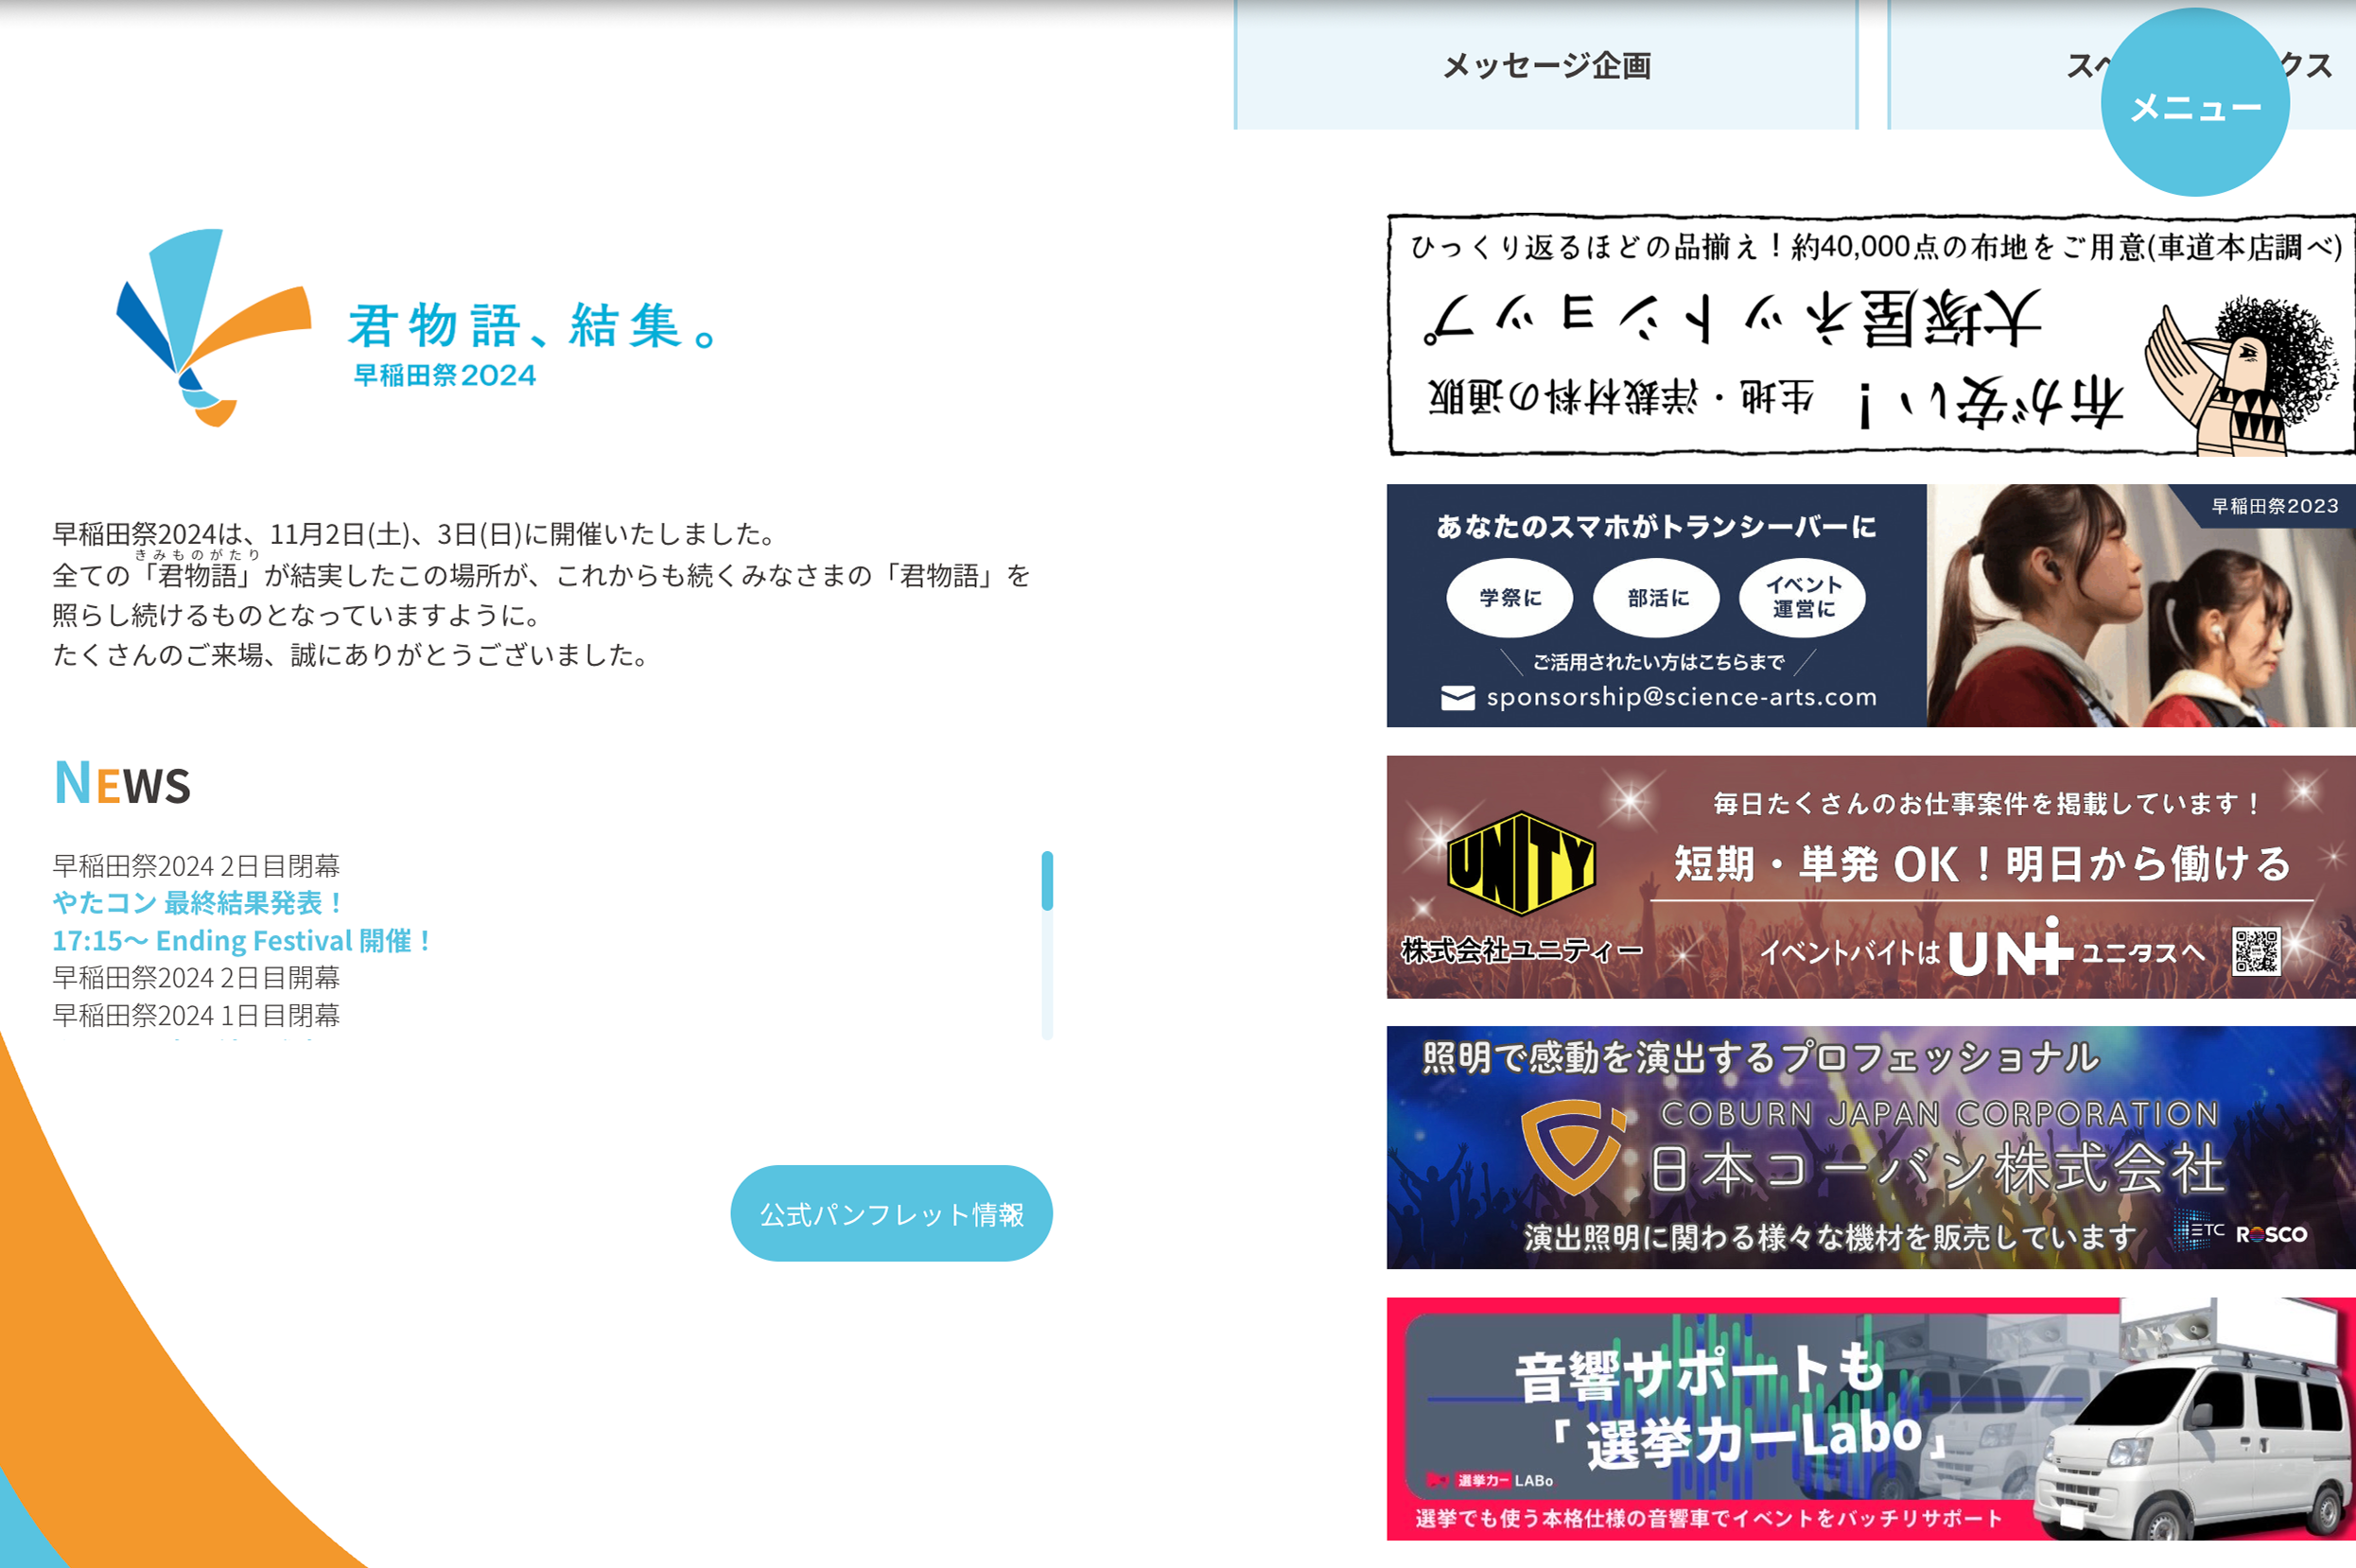 メッセージ企画
スペ
クス
メニュー
君物語、結集。
早稲田祭2024
早稲田祭2024は、11月2日(土)、3日(日)に開催いたしました。
きみものがたり
全ての「君物語」が結実したこの場所が、これからも続くみなさまの「君物語」を
照らし続けるものとなっていますように。
たくさんのご来場、誠にありがとうございました。
NEWS
早稲田祭2024 2日目閉幕
やたコン 最終結果発表！
17:15～ Ending Festival 開催！
早稲田祭2024 2日目開幕
早稲田祭2024 1日目閉幕
公式パンフレット情報
ひっくり返るほどの品揃え！約40,000点の布地をご用意(車道本店調べ)
大塚屋ネットショップ。
布が安い！ 生地・洋裁材料の通販
早稲田祭2023
あなたのスマホがトランシーバーに
学祭に
部活に
イベント
運営に
ご活用されたい方はこちらまで
sponsorship@science-arts.com
毎日たくさんのお仕事案件を掲載しています！
UNITY
短期・単発 OK！明日から働ける
株式会社ユニティー
イベントバイトは UNi+ ユニタスへ
照明で感動を演出するプロフェッショナル
COBURN JAPAN CORPORATION
日本コーバン株式会社
演出照明に関わる様々な機材を販売しています
ETC ROSCO
音響サポートも
「選挙カーLabo」
選挙カー LABo
選挙でも使う本格仕様の音響車でイベントをバッチリサポート